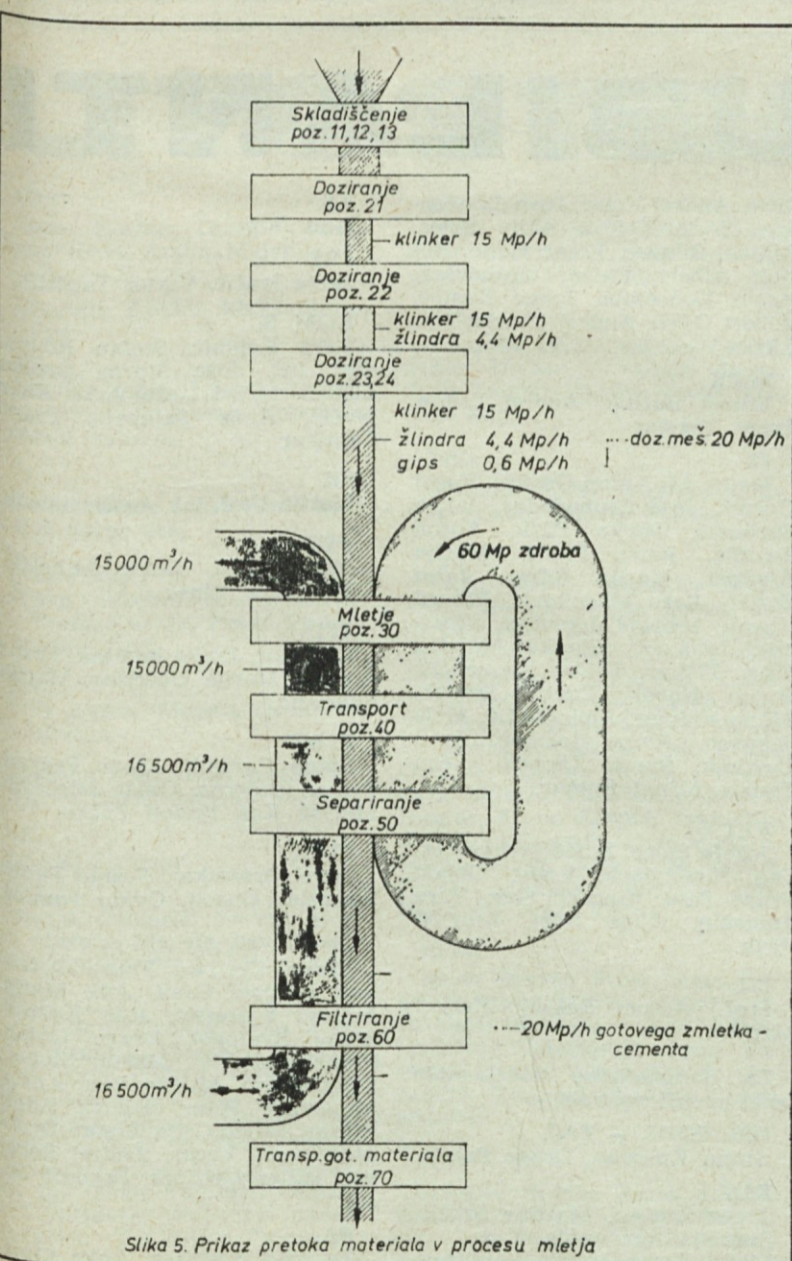 Skladiščenje
poz. 11,12,13
Doziranje
poz. 21
klinker 15 Mp/h
Doziranje
poz. 22
klinker 15 Mp/h
žlindra 4,4 Mp/h
Doziranje
poz. 23,24
klinker 15 Mp/h
žlindra 4,4 Mp/h
gips 0,6 Mp/h
doz. meš. 20 Mp/h
60 Mp zdroba
15000 m³/h
Mletje
poz. 30
15000 m³/h
Transport
poz. 40
16 500 m³/h
Separiranje
poz. 50
Filtriranje
poz. 60
20 Mp/h gotovega zmletka -
cementa
16 500 m³/h
Transp. got. materiala
poz. 70
Slika 5. Prikaz pretoka materiala v procesu mletja